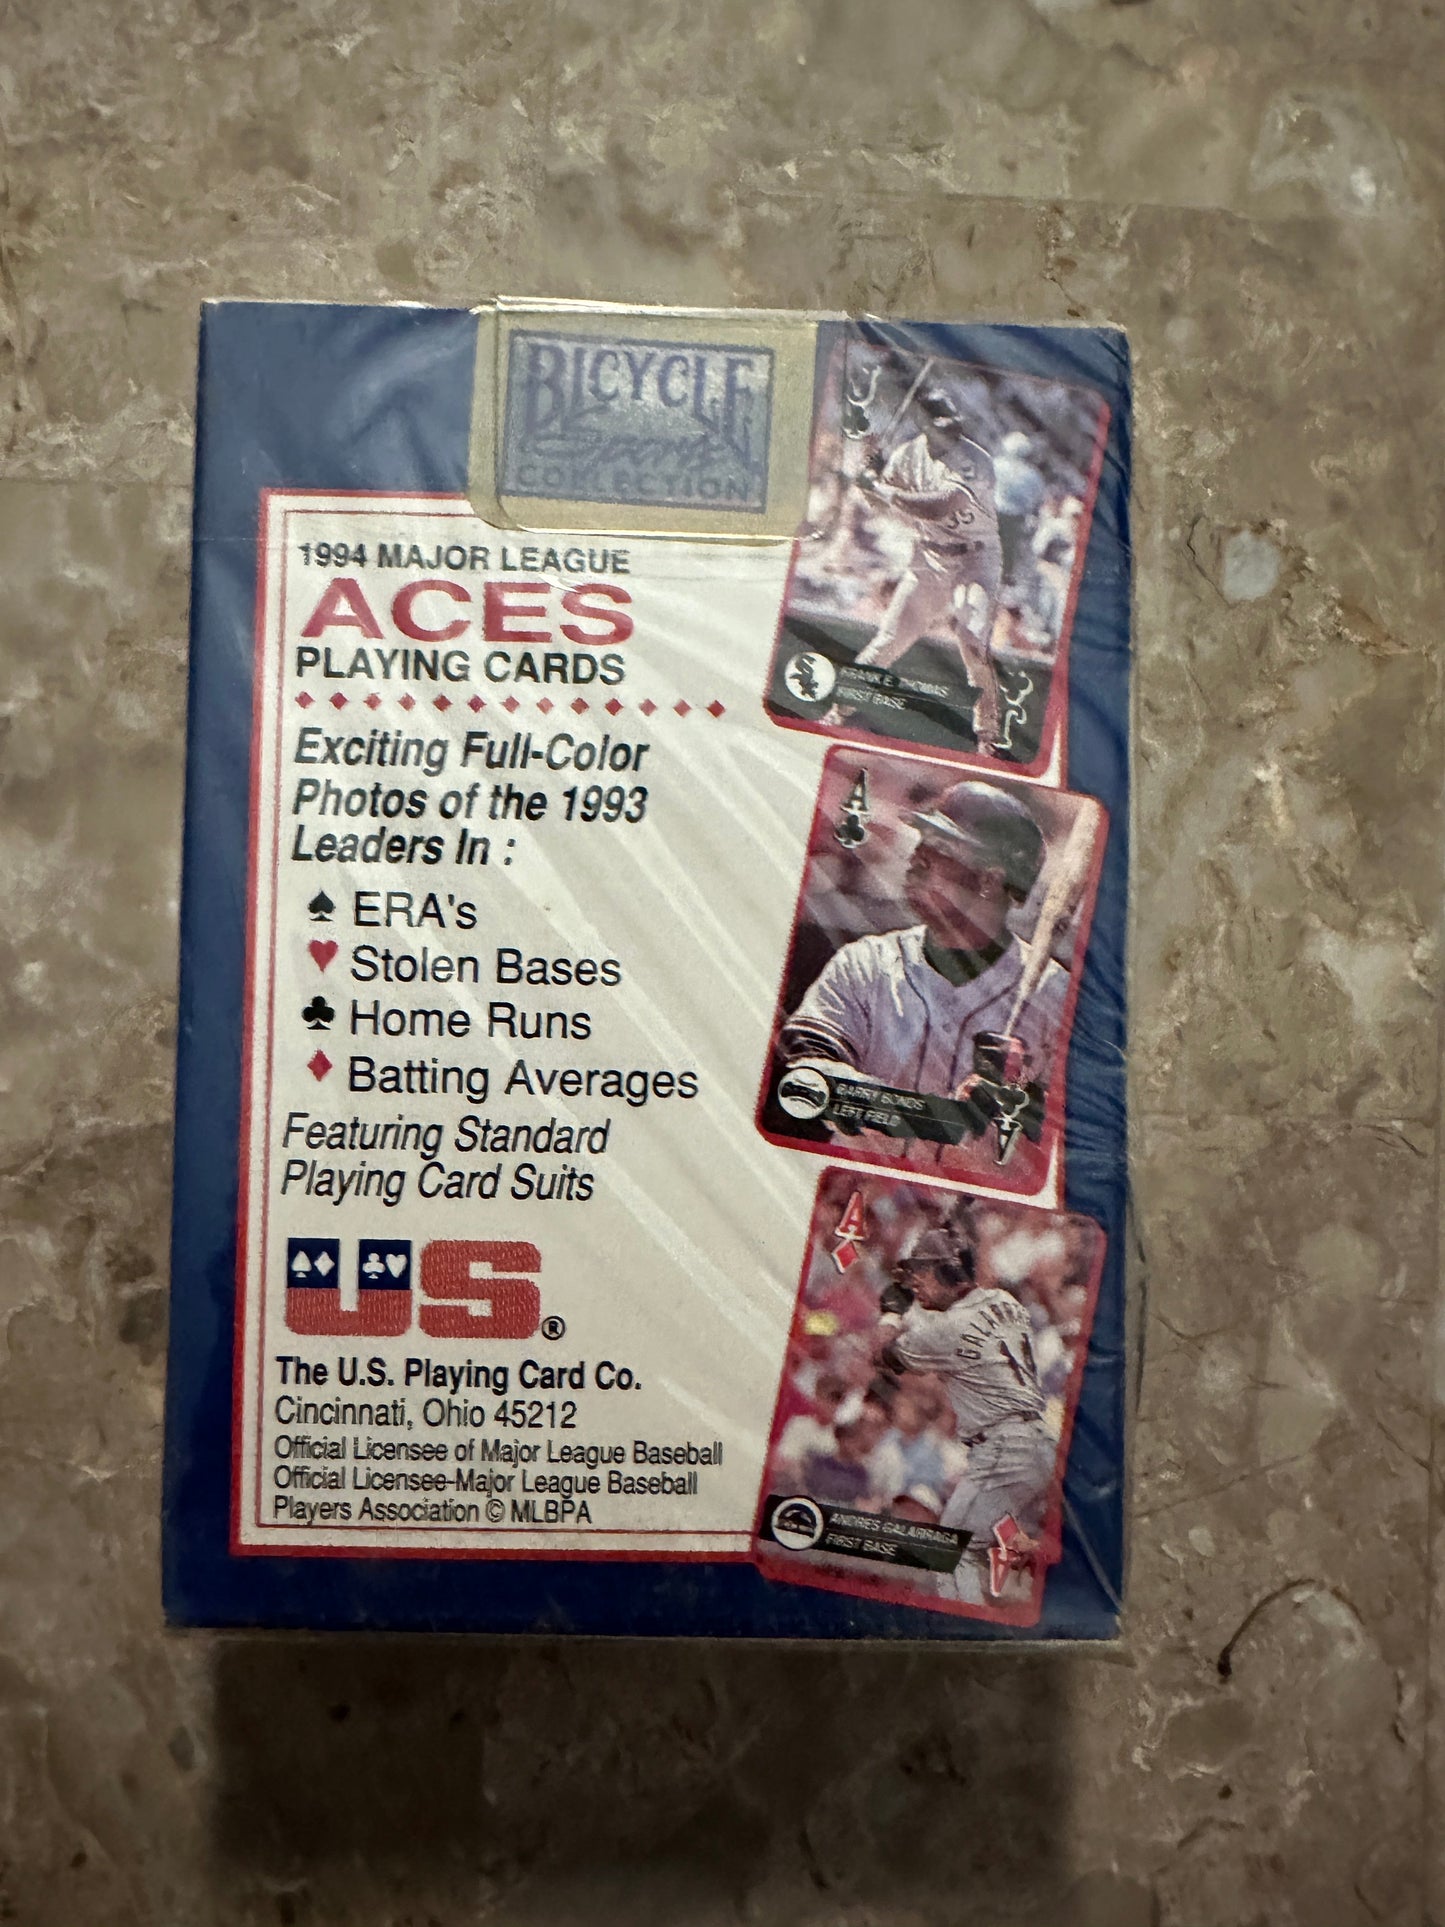 BICYCLE
Sports
COLLECTION
1994 MAJOR LEAGUE
ACES
PLAYING CARDS
Exciting Full-Color
Photos of the 1993
Leaders In :
♠ ERA's
♥ Stolen Bases
♣ Home Runs
♦ Batting Averages
Featuring Standard
Playing Card Suits
US®
The U.S. Playing Card Co.
Cincinnati, Ohio 45212
Official Licensee of Major League Baseball
Official Licensee-Major League Baseball
Players Association © MLBPA
J
35
FRANK E. THOMAS
FIRST BASE
J
A
BARRY BONDS
LEFT FIELD
A
A
GALARRA
ANDRES GALARRAGA
FIRST BASE
A